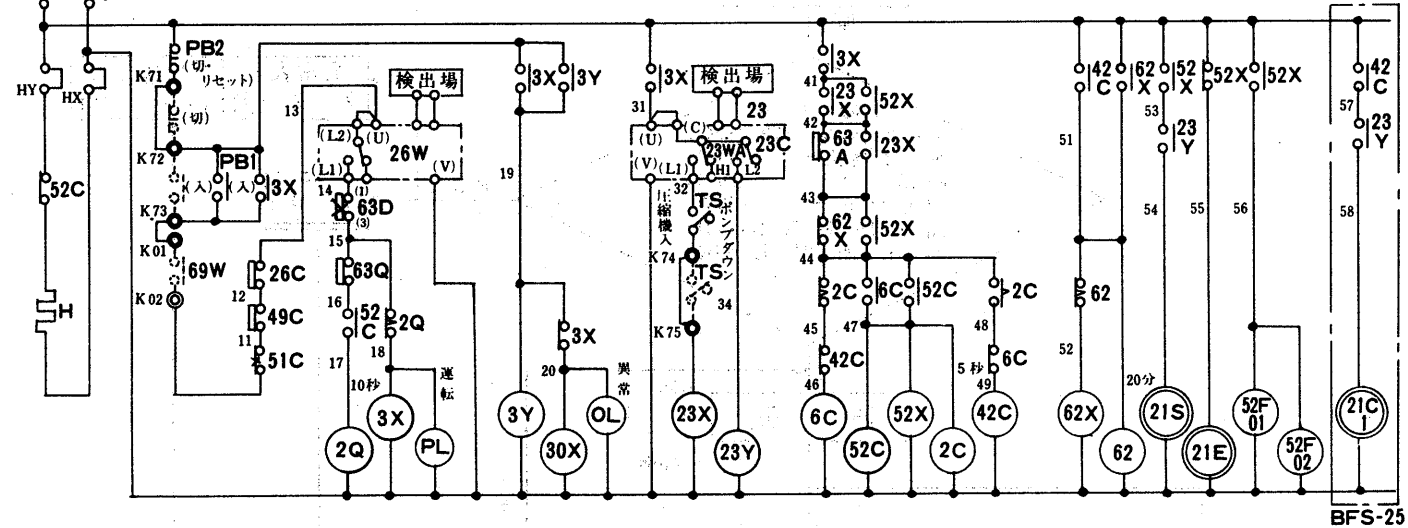 HY
HX
52C
H
K71
PB2
(切・
リセット)
(切)
K72
PB1
(入)
(入)
3X
K73
K01
69W
K02
26C
12
49C
11
51C
13
検出場
(L2)
(U)
26W
(L1)
(V)
14
(1)
63D
(3)
15
63Q
16
52
C
2Q
17
18
10秒
運転
2Q
3X
PL
3X
3Y
19
3X
20
異常
3Y
30X
OL
3X
31
検出場
23
(U)
(C)
23WA
23C
(V)
(L1)
H1
L2
32
圧縮機入
TS
ポンプダウン
K74
TS
34
K75
23X
23Y
3X
41
23
X
52X
42
63
A
23X
43
62
X
52X
44
2C
6C
52C
2C
45
47
48
42C
6C
46
5秒
49
6C
52C
52X
2C
42C
42
C
62
X
52
X
52X
52X
53
23
Y
51
54
55
56
62
52
20分
62X
62
21S
21E
52F
01
52F
02
42
C
57
23
Y
58
21C
1
BFS-25